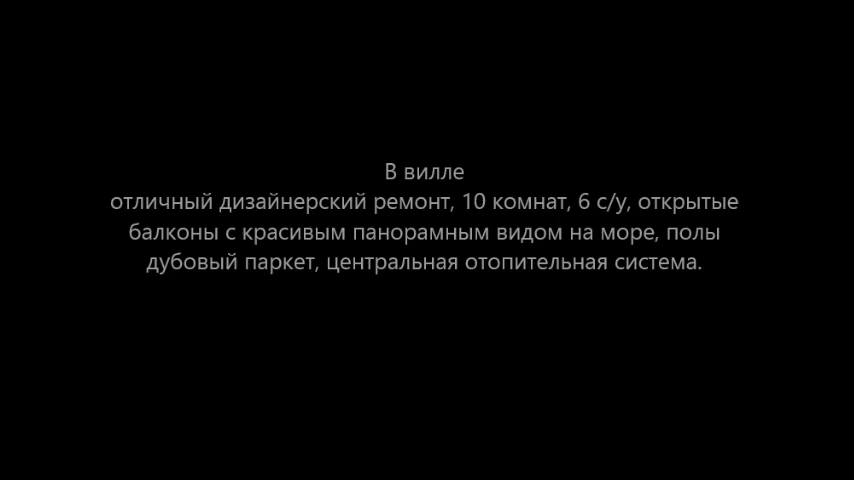 В вилле
отличный дизайнерский ремонт, 10 комнат, 6 с/у, открытые
балконы с красивым панорамным видом на море, полы
дубовый паркет, центральная отопительная система.